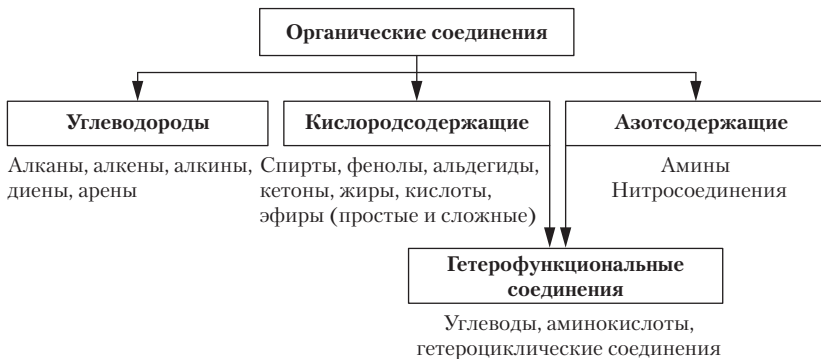 Органические соединения
Углеводороды
Алканы, алкены, алкины,
диены, арены
Кислородсодержащие
Спирты, фенолы, альдегиды,
кетоны, жиры, кислоты,
эфиры (простые и сложные)
Азотсодержащие
Амины
Нитросоединения
Гетерофункциональные
соединения
Углеводы, аминокислоты,
гетероциклические соединения